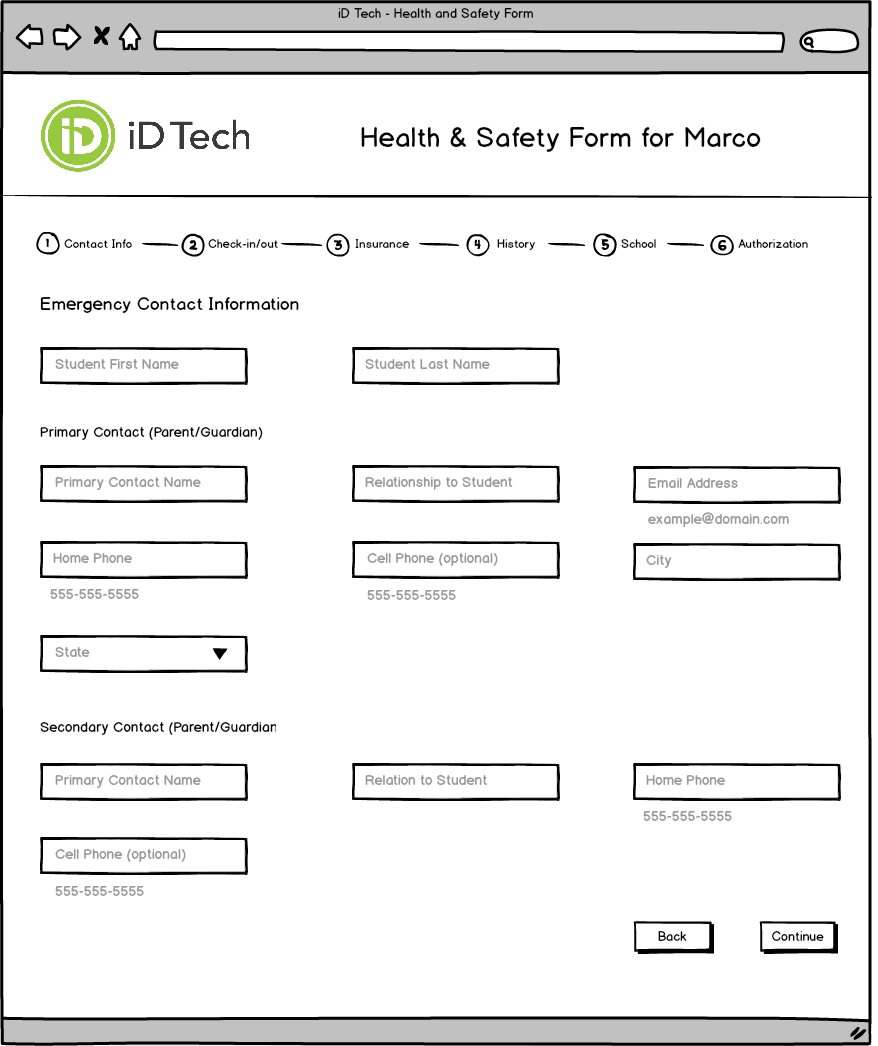 iD Tech - Health and Safety Form
iD iD Tech
Health & Safety Form for Marco
1 Contact Info 2 Check-in/out 3 Insurance 4 History 5 School 6 Authorization
Emergency Contact Information
Student First Name Student Last Name
Primary Contact (Parent/Guardian)
Primary Contact Name Relationship to Student Email Address
example@domain.com
Home Phone Cell Phone (optional) City
555-555-5555 555-555-5555
State
Secondary Contact (Parent/Guardian
Primary Contact Name Relation to Student Home Phone
555-555-5555
Cell Phone (optional)
555-555-5555
Back Continue